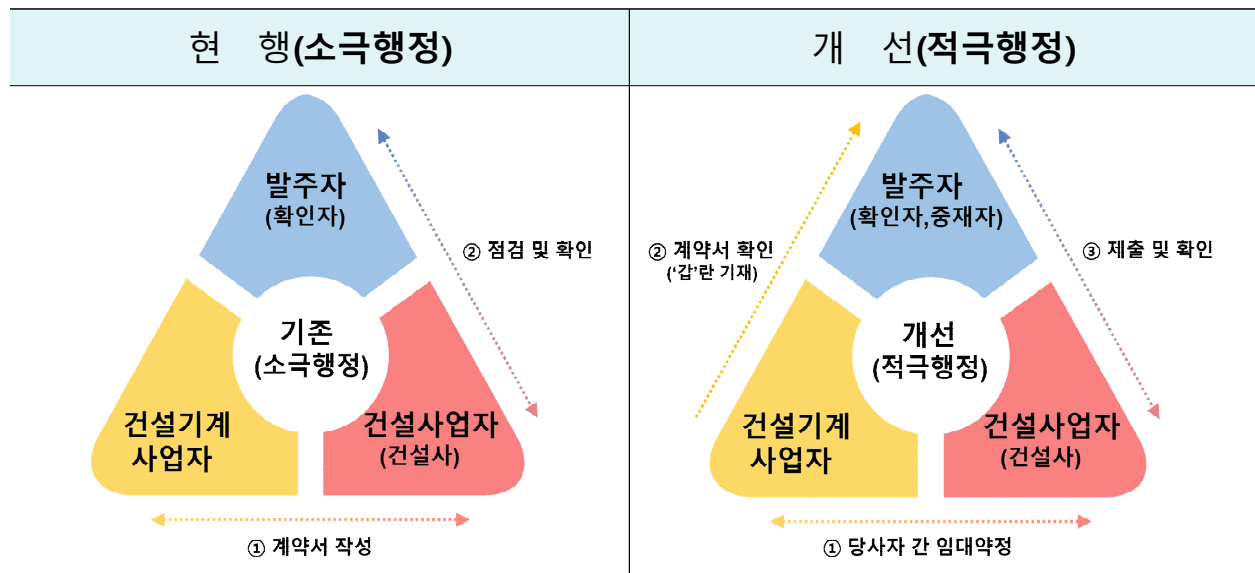 현 행(소극행정)
개 선(적극행정)
발주자
(확인자)
② 점검 및 확인
기존
(소극행정)
건설기계
사업자
건설사업자
(건설사)
① 계약서 작성
발주자
(확인자,중재자)
② 계약서 확인
(‘갑’란 기재)
③ 제출 및 확인
개선
(적극행정)
건설기계
사업자
건설사업자
(건설사)
① 당사자 간 임대약정